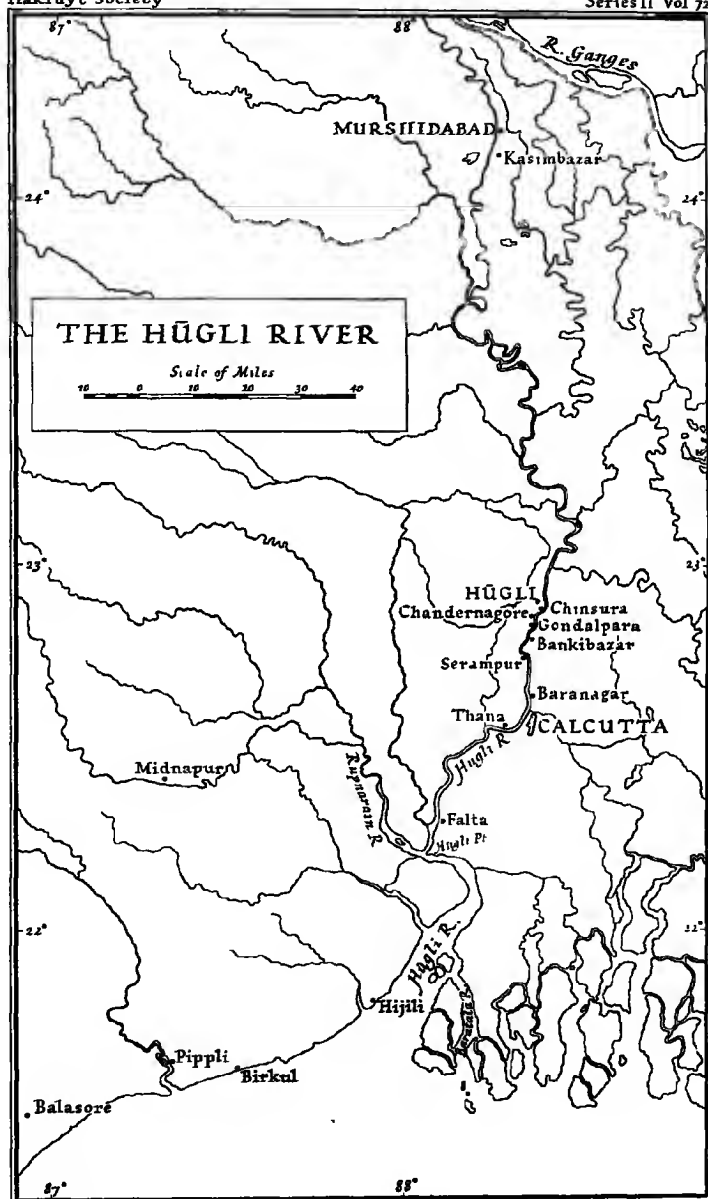 Hakluyt Society
Series II Vol 72
87°
88°
R. Ganges
MURSHIDABAD
Kasimbazar
24°
24°
THE HŪGLI RIVER
Scale of Miles
10 0 10 20 30 40
23°
23°
HŪGLI
Chinsura
Chandernagore
Gondalpara
Bankibazar
Serampur
Baranagar
Thana
CALCUTTA
Hugli R
Midnapur
Rupnarain R
Falta
Hugli Pt
22°
22°
Hugli R.
Hijili
Baratala R
Pippli
Birkul
Balasore
87°
88°